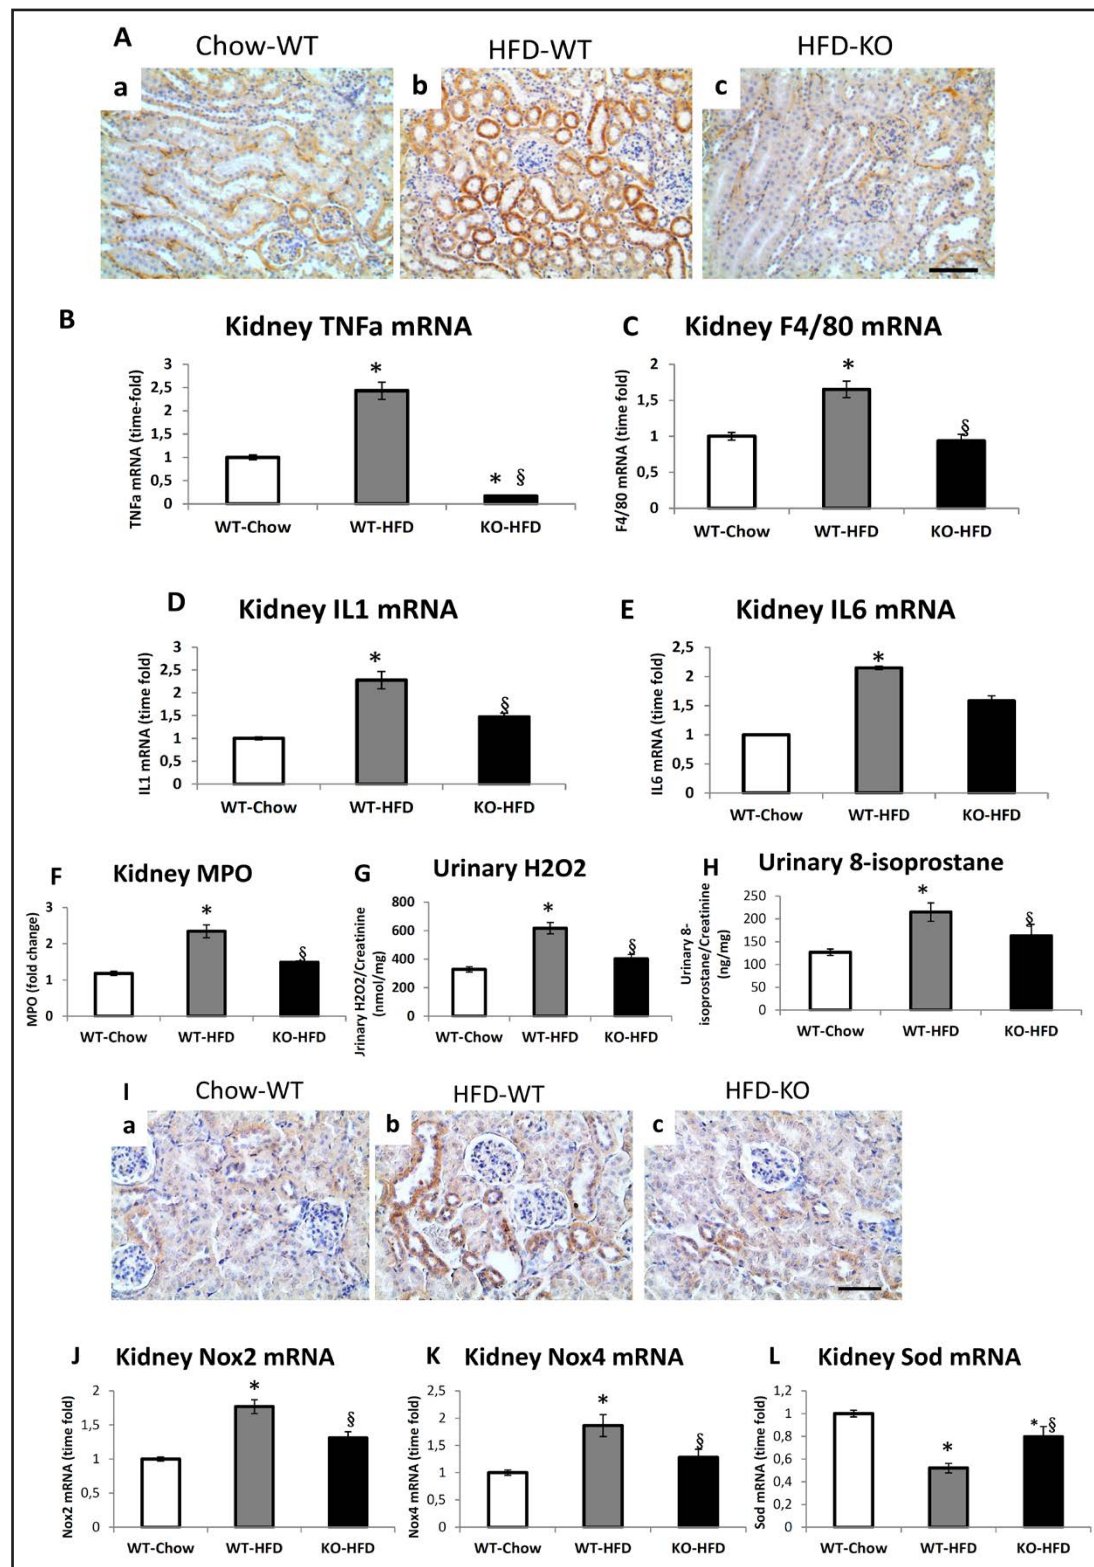 A
Chow-WT HFD-WT HFD-KO
a b c
B Kidney TNFa mRNA
TNFa mRNA (time-fold)
3
2,5
2
1
0,5
0
* * §
WT-Chow WT-HFD KO-HFD
C Kidney F4/80 mRNA
F4/80 mRNA (time fold)
2
1,5
1
0,5
0
* §
WT-Chow WT-HFD KO-HFD
D Kidney IL1 mRNA
IL1 mRNA (time fold)
3
2,5
2
1,5
1
0,5
0
* §
WT-Chow WT-HFD KO-HFD
E Kidney IL6 mRNA
IL6 mRNA (time fold)
2,5
2
1,5
1
0,5
0
*
WT-Chow WT-HFD KO-HFD
F Kidney MPO
MPO (fold change)
3
2
1
0
* §
WT-Chow WT-HFD KO-HFD
G Urinary H2O2
Jrinary H2O2/Creatinine
(nmol/mg)
800
600
400
200
0
* §
WT-Chow WT-HFD KO-HFD
H Urinary 8-isoprostane
Urinary 8-
isoprostane/Creatinine
(ng/mg)
250
200
150
100
50
0
* §
WT-Chow WT-HFD KO-HFD
I
Chow-WT HFD-WT HFD-KO
a b c
J Kidney Nox2 mRNA
Nox2 mRNA (time fold)
2
1,5
1
0,5
0
* §
WT-Chow WT-HFD KO-HFD
K Kidney Nox4 mRNA
Nox4 mRNA (time fold)
2,5
2
1,5
1
0,5
0
* §
WT-Chow WT-HFD KO-HFD
L Kidney Sod mRNA
Sod mRNA (time fold)
1,2
1
0,8
0,6
0,4
0,2
0
* * §
WT-Chow WT-HFD KO-HFD